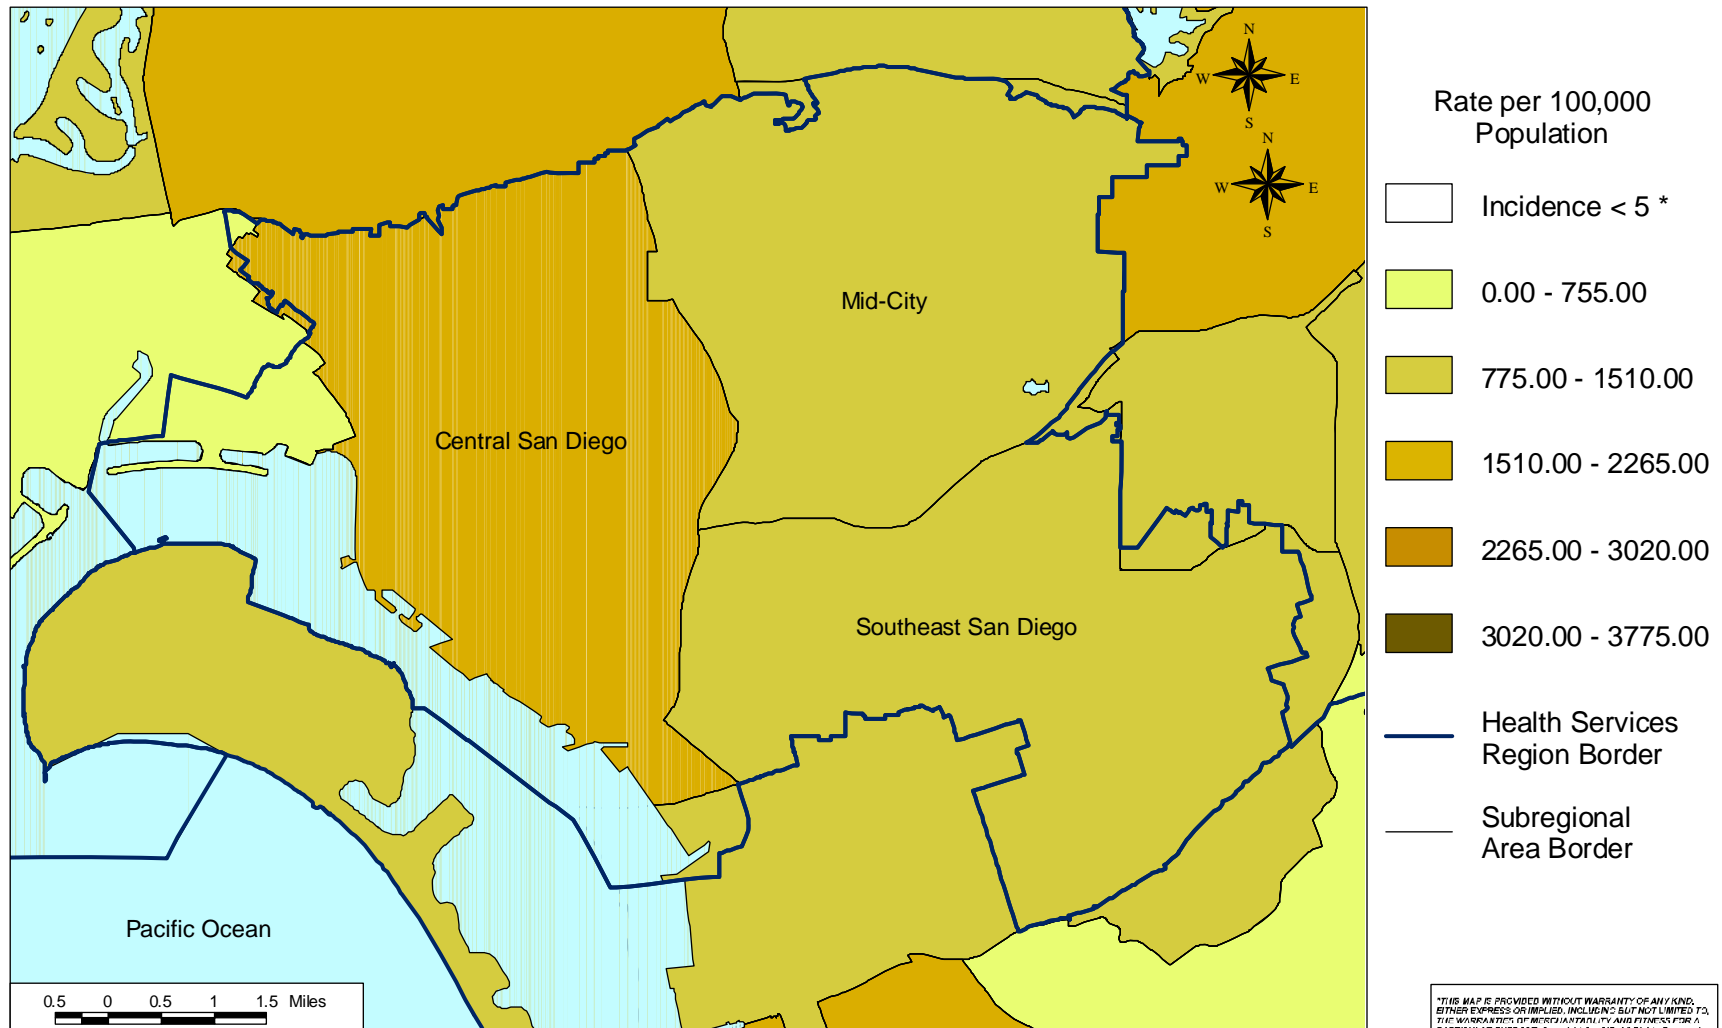 N
W E
S
N
W E
S
Rate per 100,000
Population
Incidence < 5 *
0.00 - 755.00
775.00 - 1510.00
1510.00 - 2265.00
2265.00 - 3020.00
3020.00 - 3775.00
Health Services
Region Border
Subregional
Area Border
Mid-City
Central San Diego
Southeast San Diego
Pacific Ocean
0.5 0 0.5 1 1.5 Miles
*THIS MAP IS PROVIDED WITHOUT WARRANTY OF ANY KIND,
EITHER EXPRESS OR IMPLIED, INCLUDING BUT NOT LIMITED TO,
THE WARRANTIES OF MERCHANTABILITY AND FITNESS FOR A